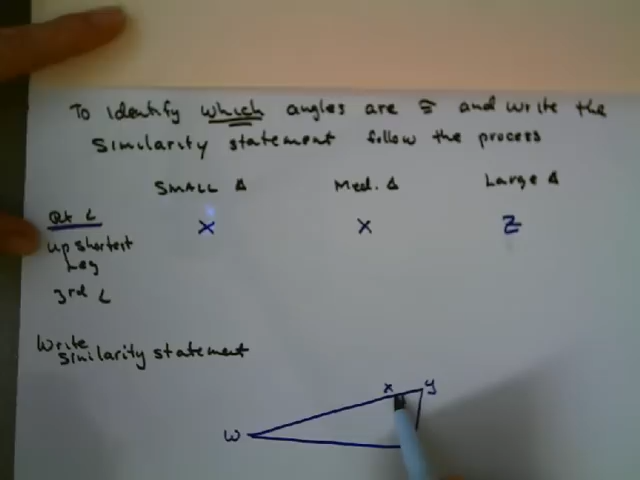 To identify which angles are ≅ and write the
similarity statement follow the process
SMALL Δ Med. Δ Large Δ
Rt ∠ X X Z
up shortest
leg
3rd ∠
Write
similarity statement
x y
W